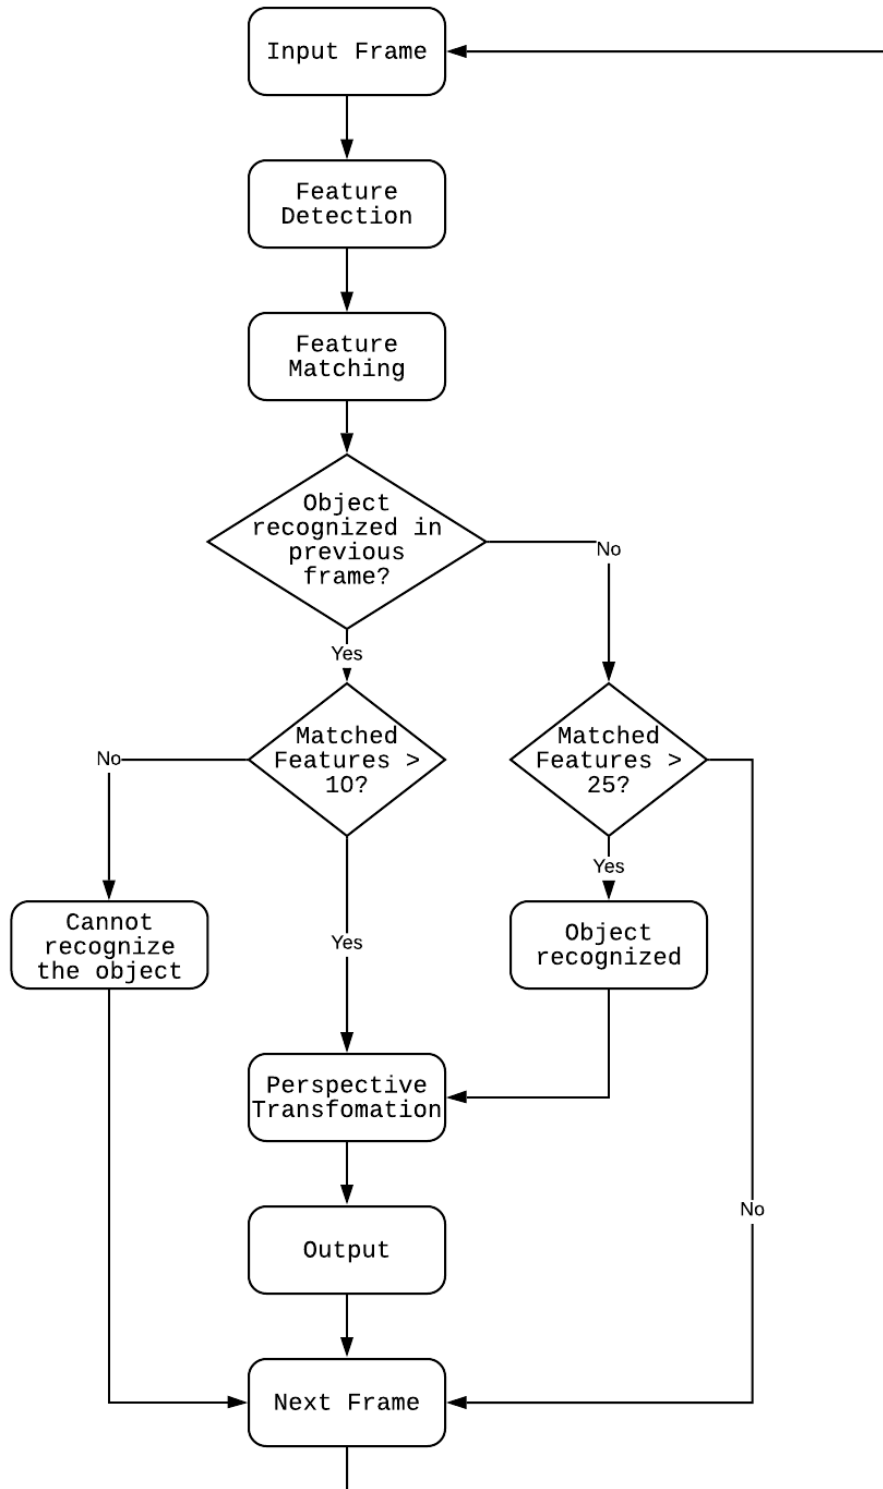 Input Frame
Feature
Detection
Feature
Matching
Object
recognized in
previous
frame?
No
Yes
Matched
Features >
10?
Matched
Features >
25?
No
Yes
Cannot
recognize
the object
Yes
Object
recognized
Perspective
Transfomation
No
Output
Next Frame